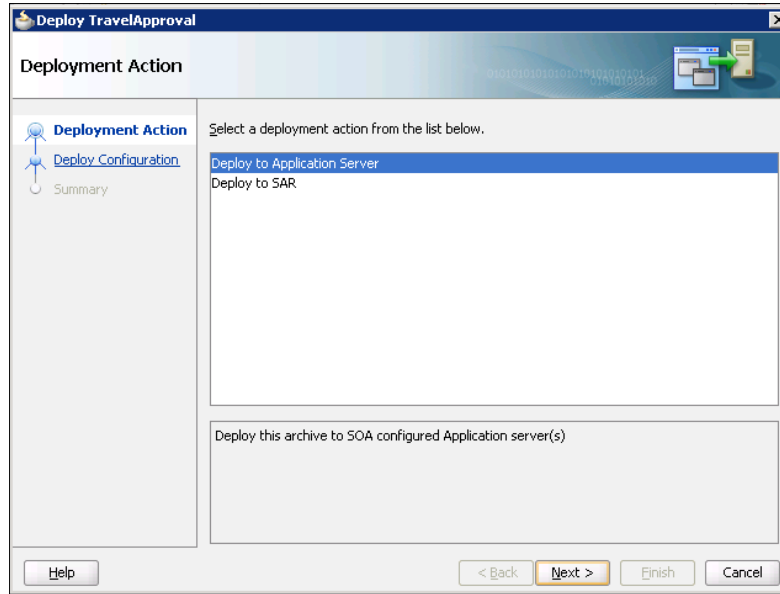 Deploy TravelApproval
Deployment Action
Deployment Action
Deploy Configuration
Summary
Select a deployment action from the list below.
Deploy to Application Server
Deploy to SAR
Deploy this archive to SOA configured Application server(s)
Help
< Back
Next >
Finish
Cancel